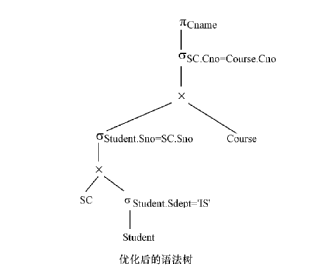 πCname
σSC.Cno=Course.Cno
×
σStudent.Sno=SC.Sno Course
×
SC σStudent.Sdept='IS'
Student
优化后的语法树